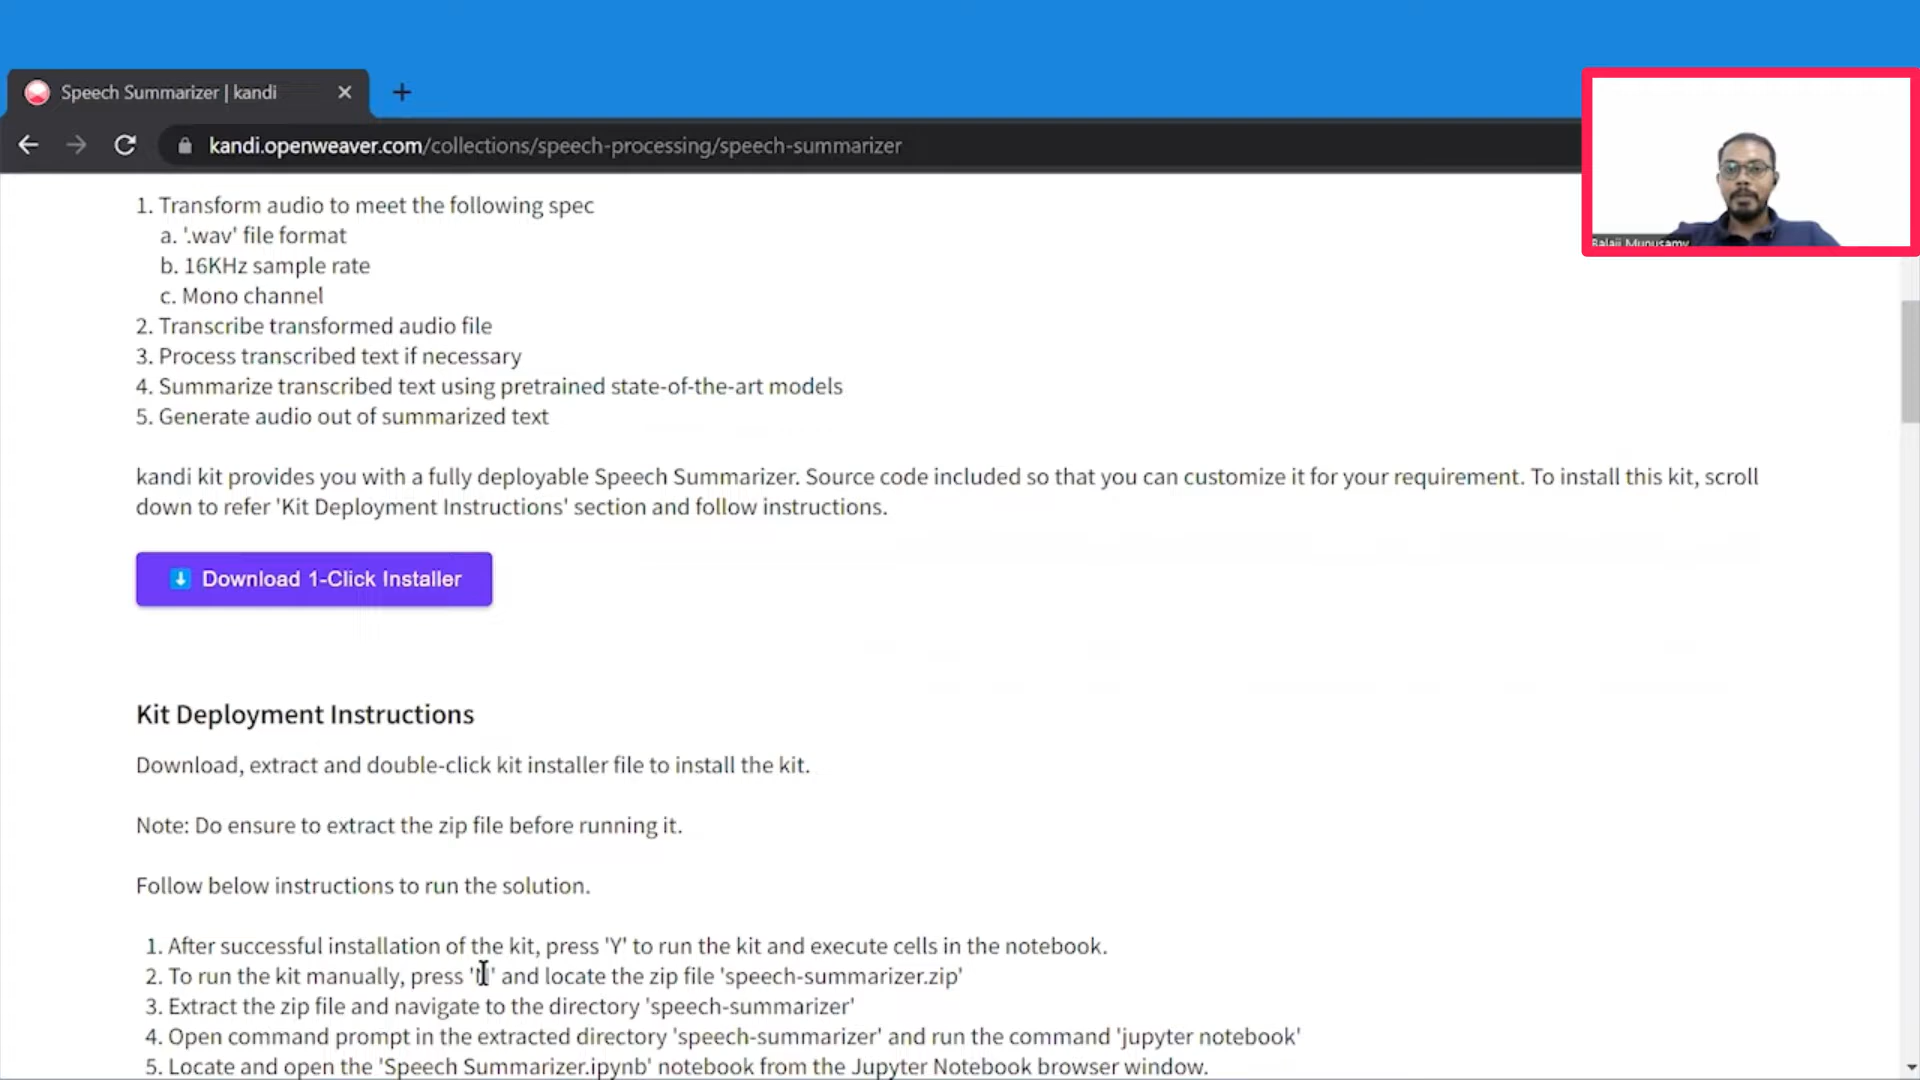 Speech Summarizer | kandi
kandi.openweaver.com/collections/speech-processing/speech-summarizer
Balaji Munusamy
1. Transform audio to meet the following spec
a. '.wav' file format
b. 16KHz sample rate
c. Mono channel
2. Transcribe transformed audio file
3. Process transcribed text if necessary
4. Summarize transcribed text using pretrained state-of-the-art models
5. Generate audio out of summarized text
kandi kit provides you with a fully deployable Speech Summarizer. Source code included so that you can customize it for your requirement. To install this kit, scroll
down to refer 'Kit Deployment Instructions' section and follow instructions.
Download 1-Click Installer
Kit Deployment Instructions
Download, extract and double-click kit installer file to install the kit.
Note: Do ensure to extract the zip file before running it.
Follow below instructions to run the solution.
1. After successful installation of the kit, press 'Y' to run the kit and execute cells in the notebook.
2. To run the kit manually, press 'N' and locate the zip file 'speech-summarizer.zip'
3. Extract the zip file and navigate to the directory 'speech-summarizer'
4. Open command prompt in the extracted directory 'speech-summarizer' and run the command 'jupyter notebook'
5. Locate and open the 'Speech Summarizer.ipynb' notebook from the Jupyter Notebook browser window.